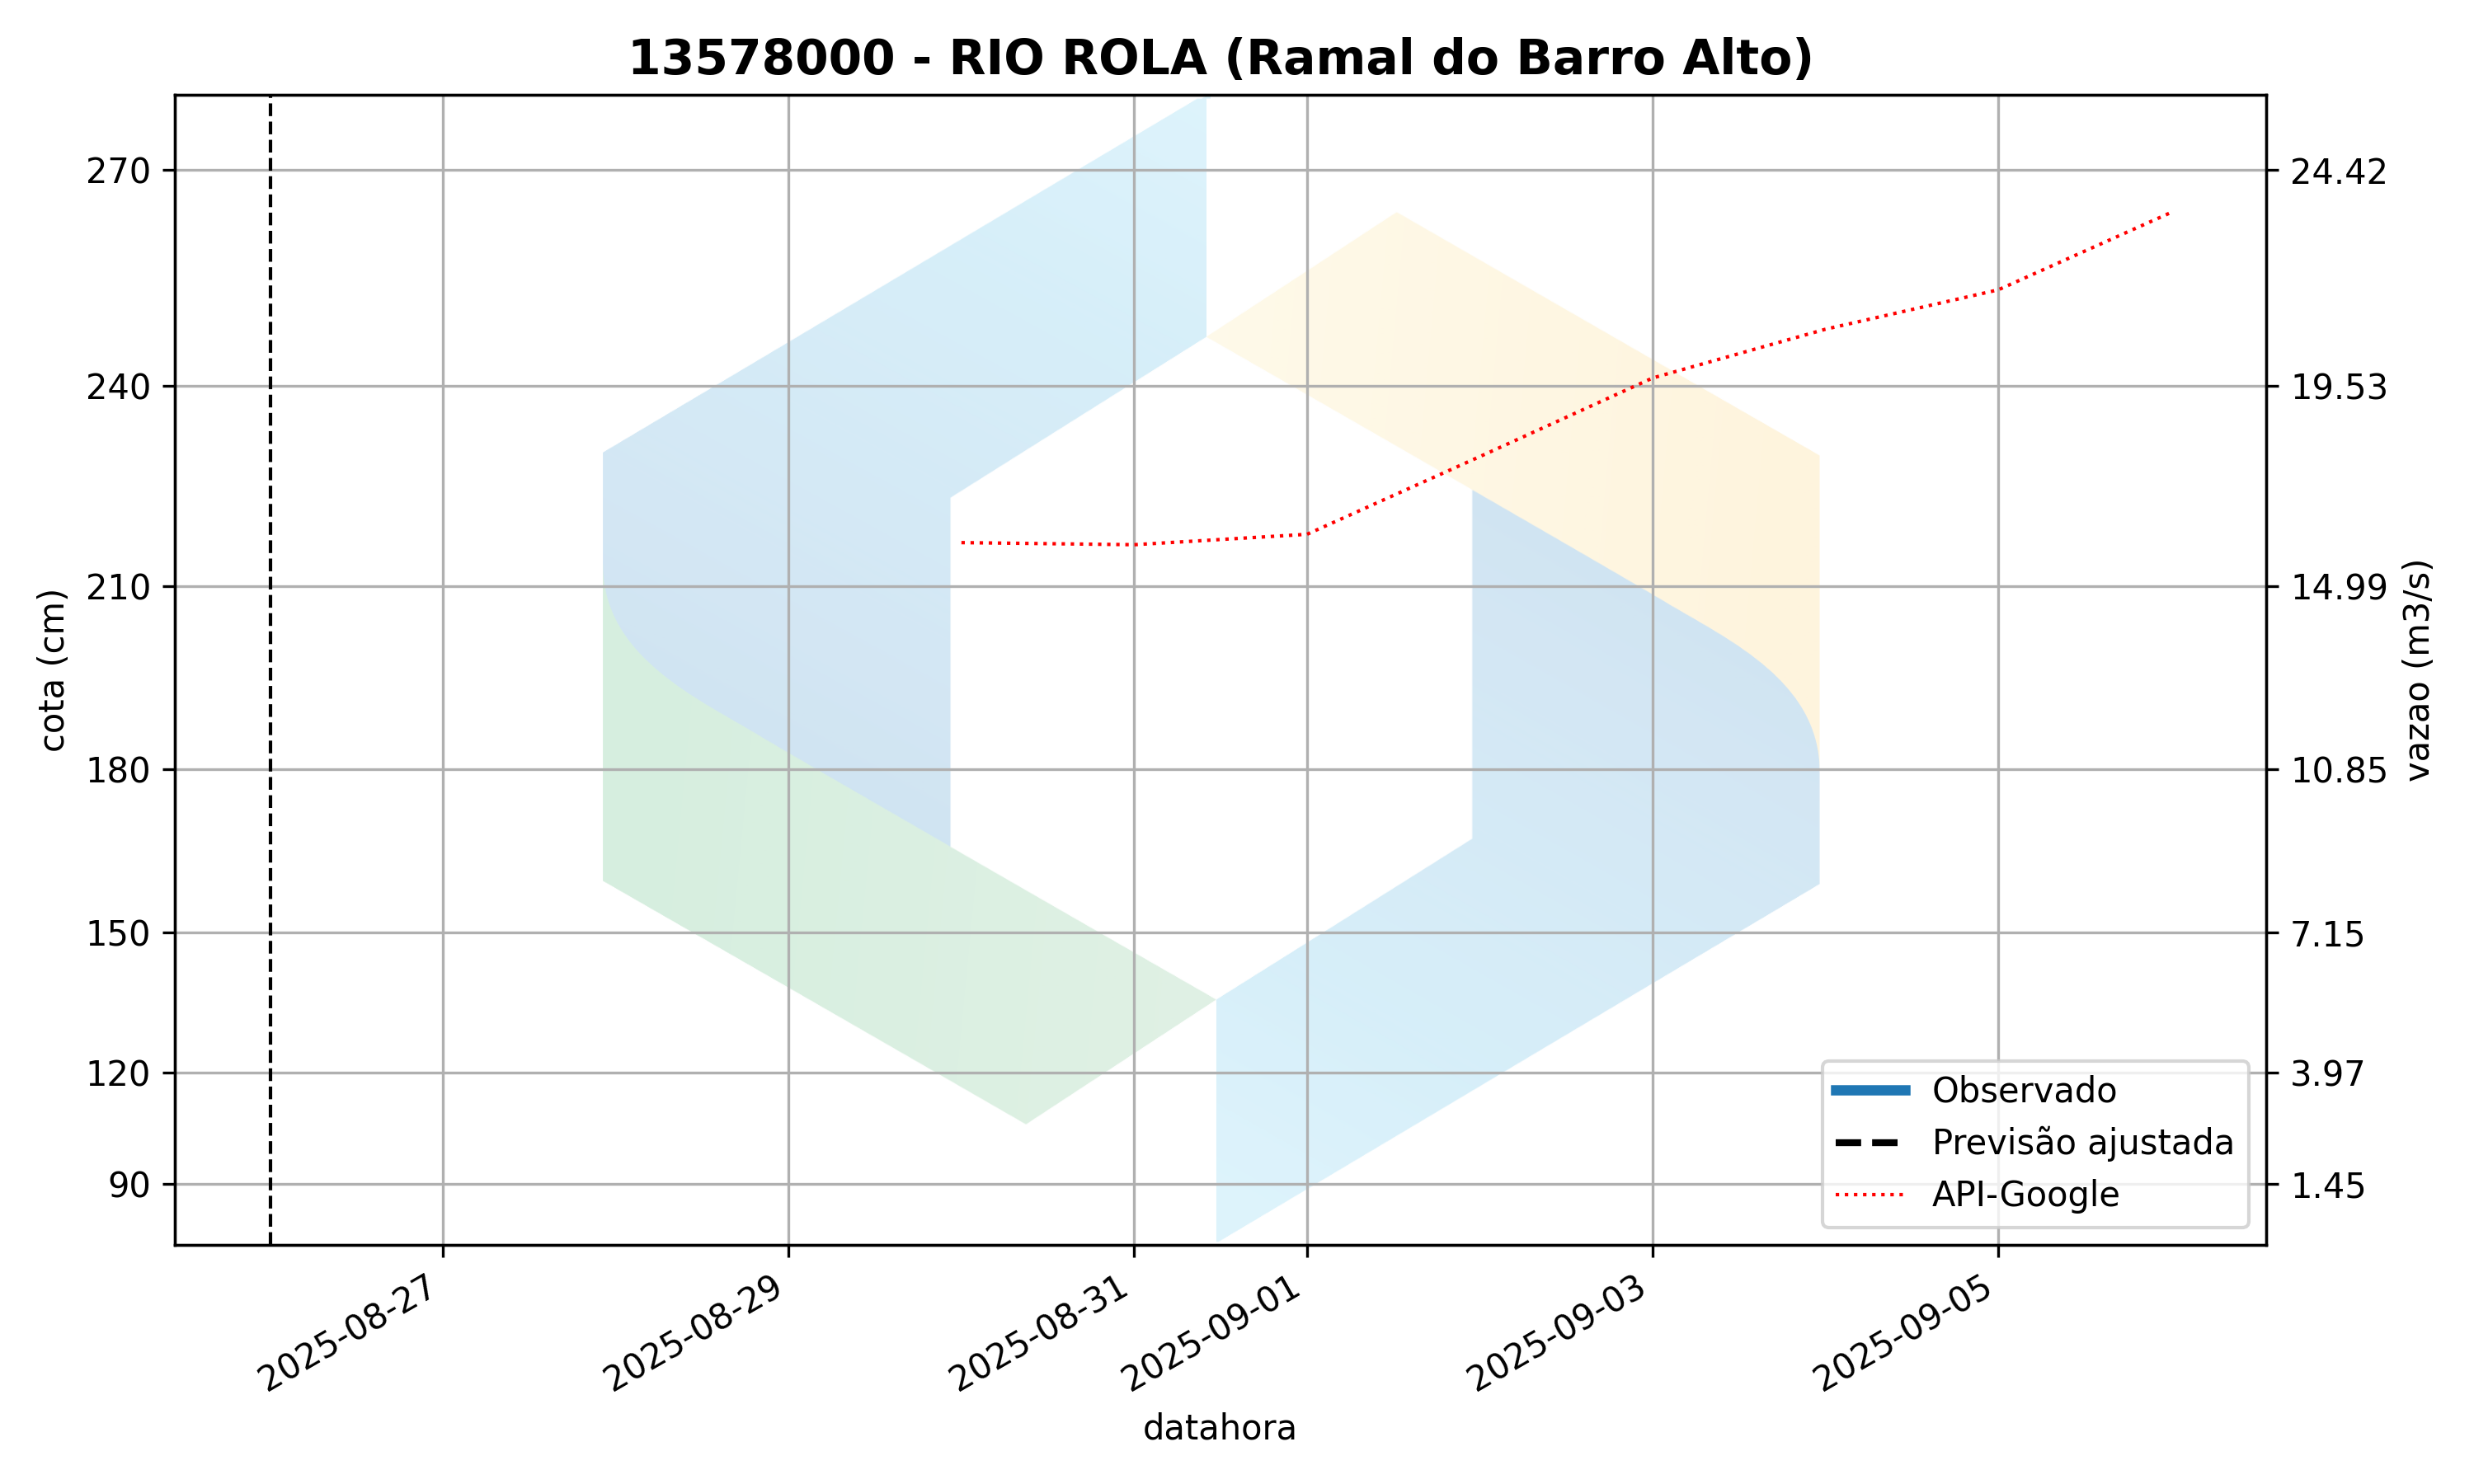 13578000 - RIO ROLA (Ramal do Barro Alto)
cota (cm)
270
240
210
180
150
120
90
24.42
19.53
14.99
10.85
7.15
3.97
1.45
vazao (m3/s)
Observado
Previsão ajustada
API-Google
2025-08-27
2025-08-29
2025-08-31
2025-09-01
2025-09-03
2025-09-05
datahora